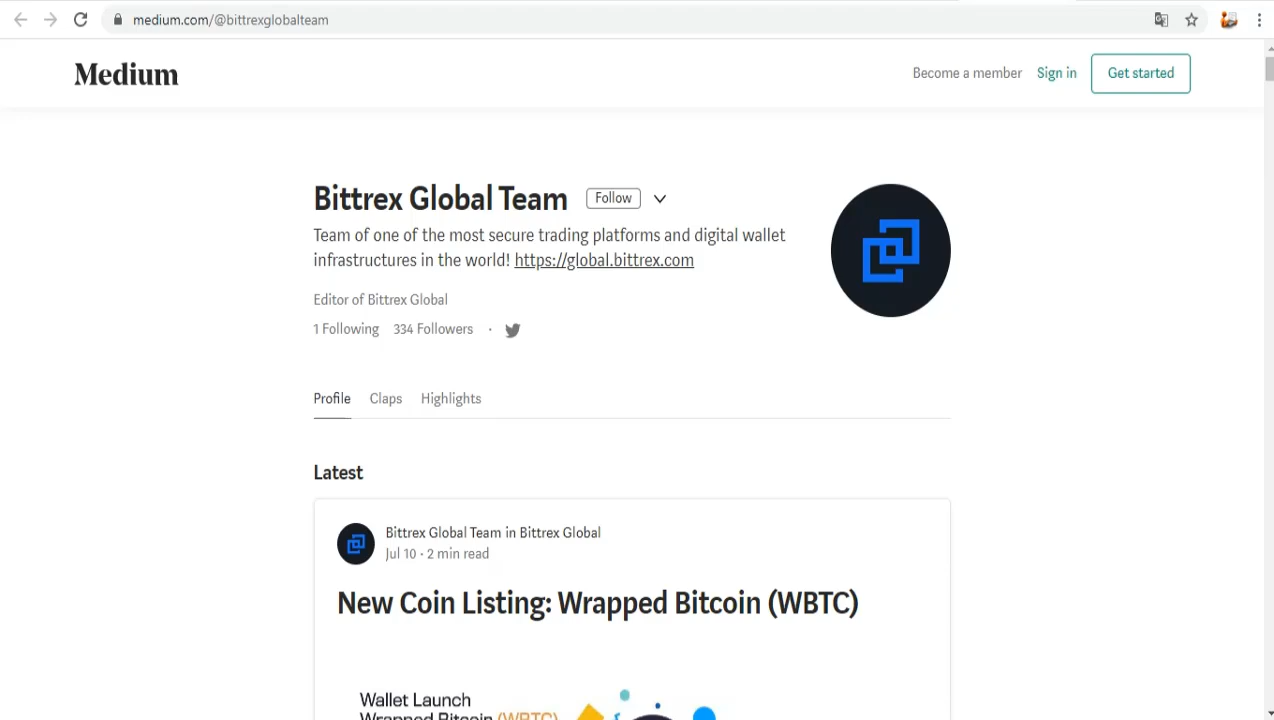 medium.com/@bittrexglobalteam
Medium
Become a member Sign in Get started
Bittrex Global Team Follow
Team of one of the most secure trading platforms and digital wallet
infrastructures in the world! https://global.bittrex.com
Editor of Bittrex Global
1 Following 334 Followers ·
Profile Claps Highlights
Latest
Bittrex Global Team in Bittrex Global
Jul 10 · 2 min read
New Coin Listing: Wrapped Bitcoin (WBTC)
Wallet Launch
Wrapped Bitcoin (WBTC)